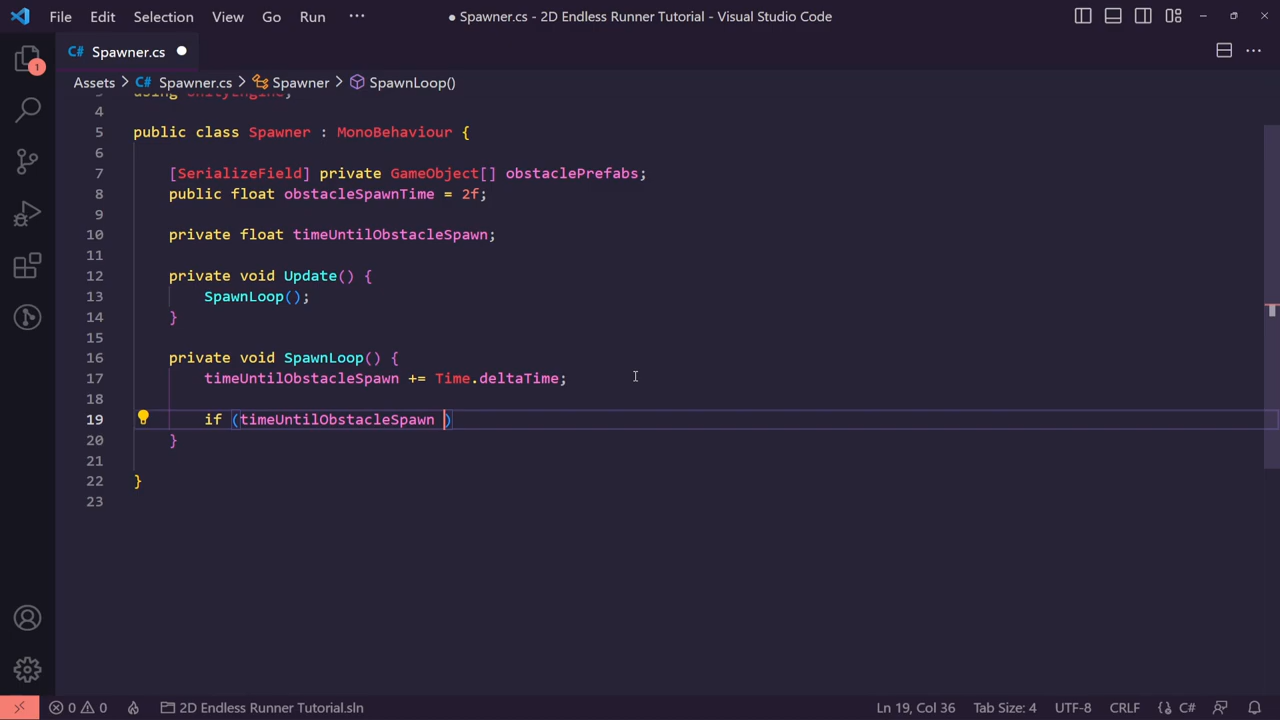 File Edit Selection View Go Run ··· ● Spawner.cs - 2D Endless Runner Tutorial - Visual Studio Code
1
C# Spawner.cs ●
Assets > C# Spawner.cs > Spawner > SpawnLoop()
3 using UnityEngine;
4
5 public class Spawner : MonoBehaviour {
6
7 [SerializeField] private GameObject[] obstaclePrefabs;
8 public float obstacleSpawnTime = 2f;
9
10 private float timeUntilObstacleSpawn;
11
12 private void Update() {
13 SpawnLoop();
14 }
15
16 private void SpawnLoop() {
17 timeUntilObstacleSpawn += Time.deltaTime;
18
19 if (timeUntilObstacleSpawn )
20 }
21
22 }
23
0 0 2D Endless Runner Tutorial.sln Ln 19, Col 36 Tab Size: 4 UTF-8 CRLF {} C#